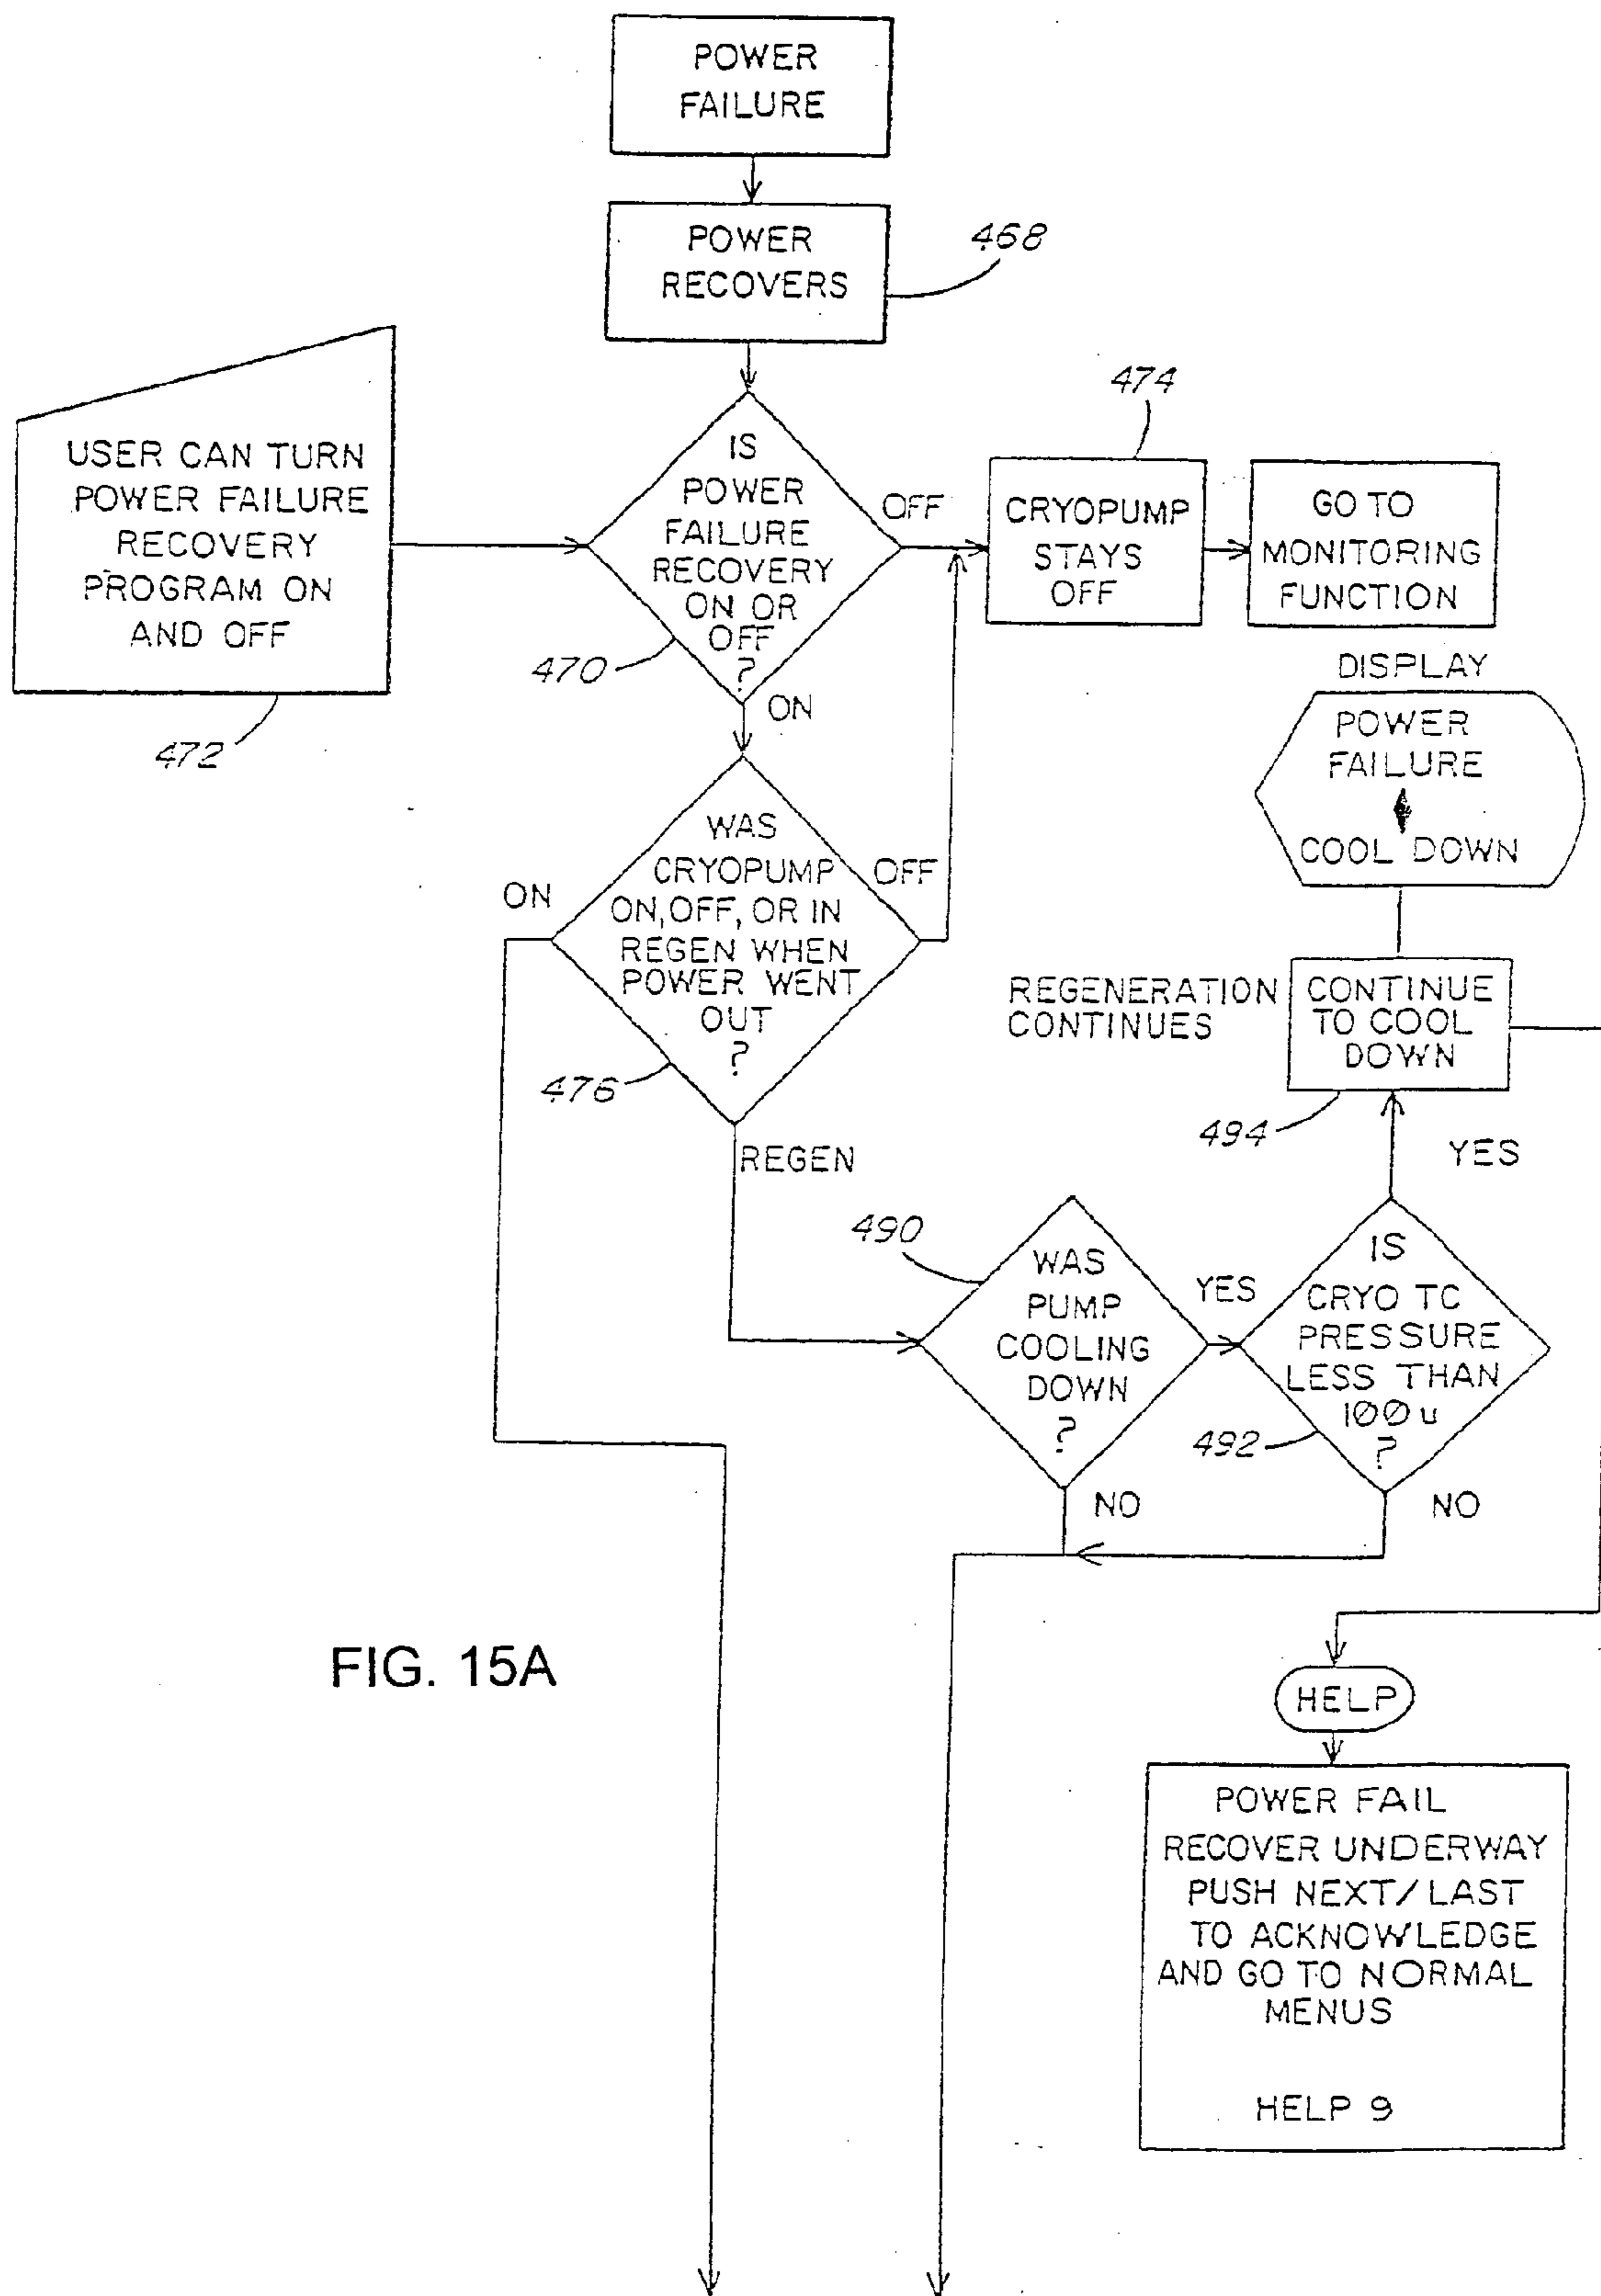 POWER
FAILURE
POWER
RECOVERS
468
USER CAN TURN
POWER FAILURE
RECOVERY
PROGRAM ON
AND OFF
472
IS
POWER
FAILURE
RECOVERY
ON OR
OFF
?
470
OFF
ON
474
CRYOPUMP
STAYS
OFF
GO TO
MONITORING
FUNCTION
DISPLAY
POWER
FAILURE
COOL DOWN
WAS
CRYOPUMP
ON, OFF, OR IN
REGEN WHEN
POWER WENT
OUT
?
476
ON
OFF
REGEN
REGENERATION
CONTINUES
CONTINUE
TO COOL
DOWN
494
YES
490
WAS
PUMP
COOLING
DOWN
?
YES
NO
IS
CRYO TC
PRESSURE
LESS THAN
100u
?
492
NO
FIG. 15A
HELP
POWER FAIL
RECOVER UNDERWAY
PUSH NEXT/LAST
TO ACKNOWLEDGE
AND GO TO NORMAL
MENUS
HELP 9